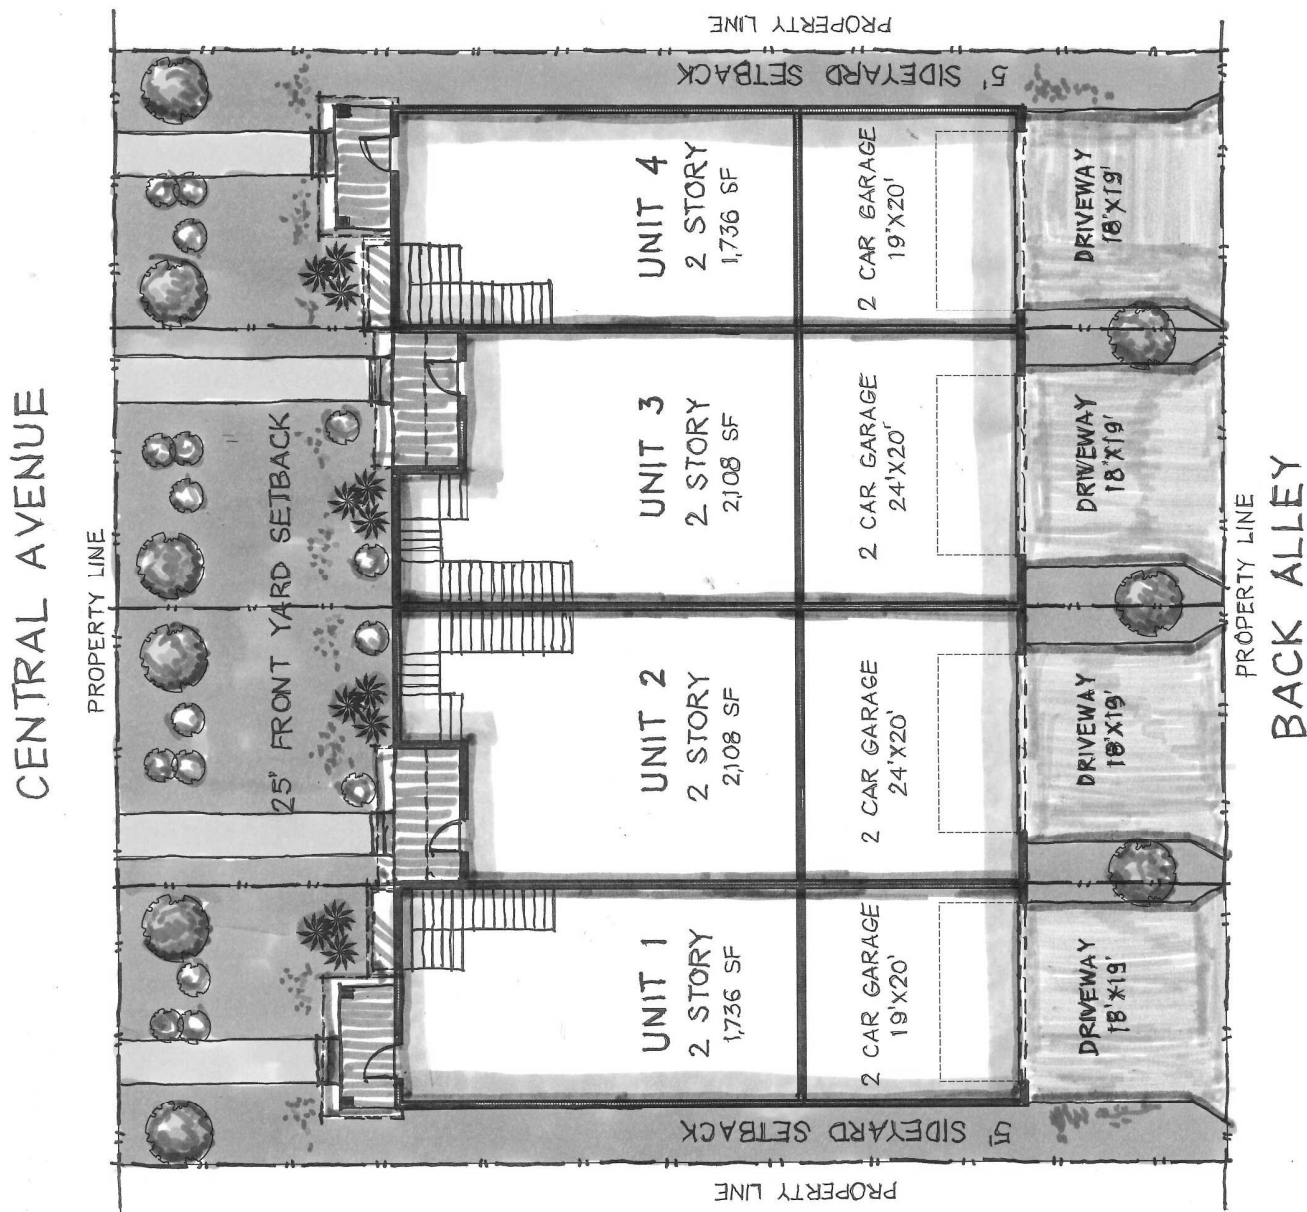 CENTRAL AVENUE
PROPERTY LINE
25' FRONT YARD SETBACK
PROPERTY LINE
5' SIDEYARD SETBACK
UNIT 1
2 STORY
1,736 SF
2 CAR GARAGE
19'X20'
DRIVEWAY
18'X19'
UNIT 2
2 STORY
2,108 SF
2 CAR GARAGE
24'X20'
DRIVEWAY
18'X19'
UNIT 3
2 STORY
2,108 SF
2 CAR GARAGE
24'X20'
DRIVEWAY
18'X19'
UNIT 4
2 STORY
1,736 SF
2 CAR GARAGE
19'X20'
DRIVEWAY
18'X19'
5' SIDEYARD SETBACK
PROPERTY LINE
PROPERTY LINE
BACK ALLEY